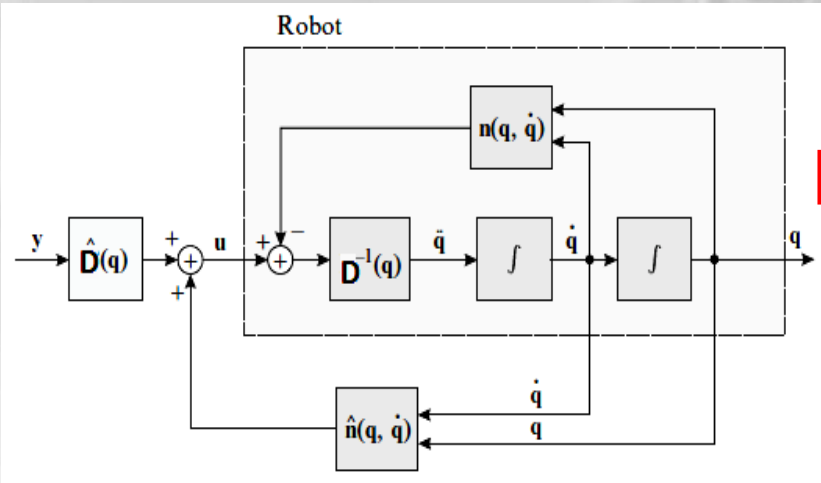 Robot
n(q, q̇)
y
D̂(q)
+
+
+
u
+
−
+
D⁻¹(q)
q̈
∫
q̇
∫
q
q̇
q
n̂(q, q̇)